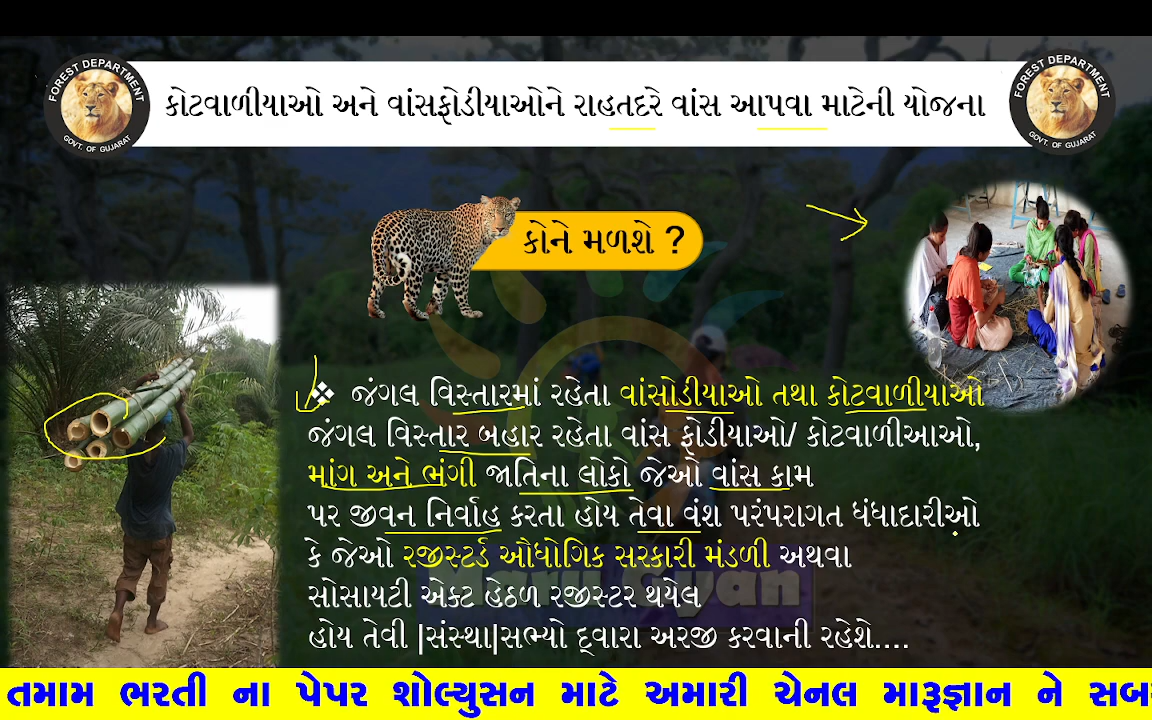 FOREST DEPARTMENT
GOVT. OF GUJARAT
કોટવાળીયાઓ અને વાંસફોડીયાઓને રાહતદરે વાંસ આપવા માટેની યોજના
FOREST DEPARTMENT
GOVT. OF GUJARAT
કોને મળશે ?
❖ જંગલ વિસ્તારમાં રહેતા વાંસોડીયાઓ તથા કોટવાળીયાઓ
જંગલ વિસ્તાર બહાર રહેતા વાંસ ફોડીયાઓ/ કોટવાળીઆઓ,
માંગ અને ભંગી જાતિના લોકો જેઓ વાંસ કામ
પર જીવન નિર્વાહ કરતા હોય તેવા વંશ પરંપરાગત ધંધાદારીઓ
કે જેઓ રજીસ્ટર્ડ ઔધોગિક સરકારી મંડળી અથવા
સોસાયટી એક્ટ હેઠળ રજીસ્ટર થયેલ
હોય તેવી |સંસ્થા|સભ્યો દ્વારા અરજી કરવાની રહેશે....
Maru Gyan
તમામ ભરતી ના પેપર શોલ્યુસન માટે અમારી ચેનલ મારૂજ્ઞાન ને સબ